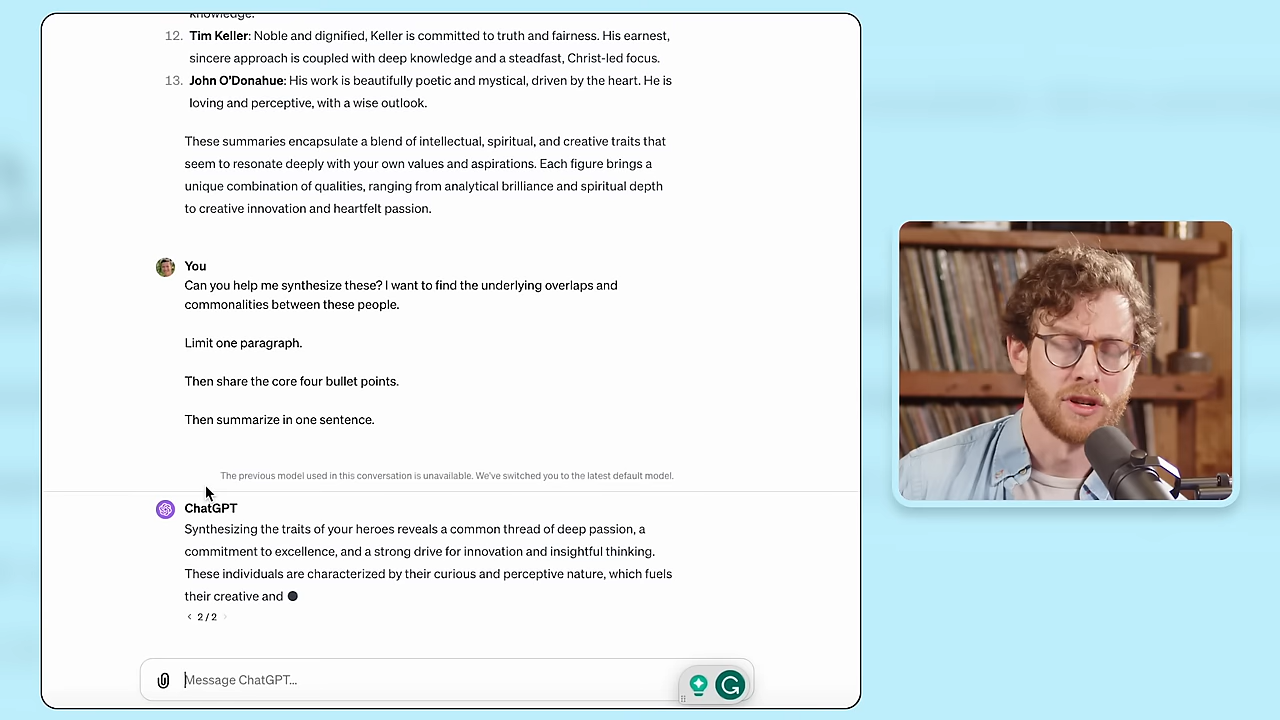 knowledge.
12. Tim Keller: Noble and dignified, Keller is committed to truth and fairness. His earnest,
sincere approach is coupled with deep knowledge and a steadfast, Christ-led focus.
13. John O'Donahue: His work is beautifully poetic and mystical, driven by the heart. He is
loving and perceptive, with a wise outlook.
These summaries encapsulate a blend of intellectual, spiritual, and creative traits that
seem to resonate deeply with your own values and aspirations. Each figure brings a
unique combination of qualities, ranging from analytical brilliance and spiritual depth
to creative innovation and heartfelt passion.
You
Can you help me synthesize these? I want to find the underlying overlaps and
commonalities between these people.
Limit one paragraph.
Then share the core four bullet points.
Then summarize in one sentence.
The previous model used in this conversation is unavailable. We've switched you to the latest default model.
ChatGPT
Synthesizing the traits of your heroes reveals a common thread of deep passion, a
commitment to excellence, and a strong drive for innovation and insightful thinking.
These individuals are characterized by their curious and perceptive nature, which fuels
their creative and
< 2/2 >
Message ChatGPT...